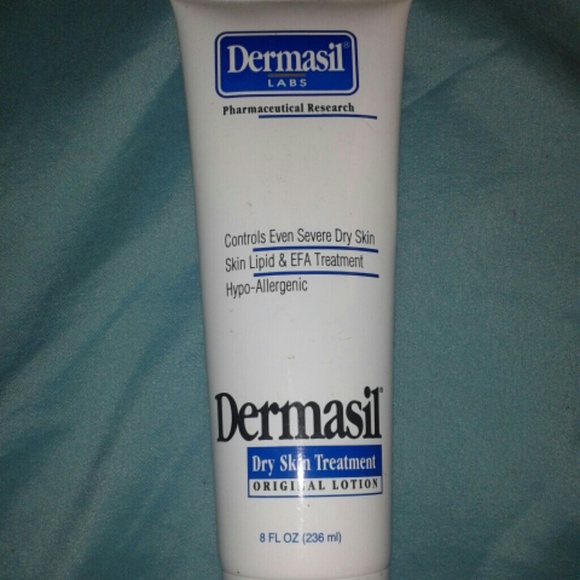 Dermasil®
LABS
Pharmaceutical Research
Controls Even Severe Dry Skin
Skin Lipid & EFA Treatment
Hypo-Allergenic
Dermasil®
Dry Skin Treatment
ORIGINAL LOTION
8 FL OZ (236 ml)